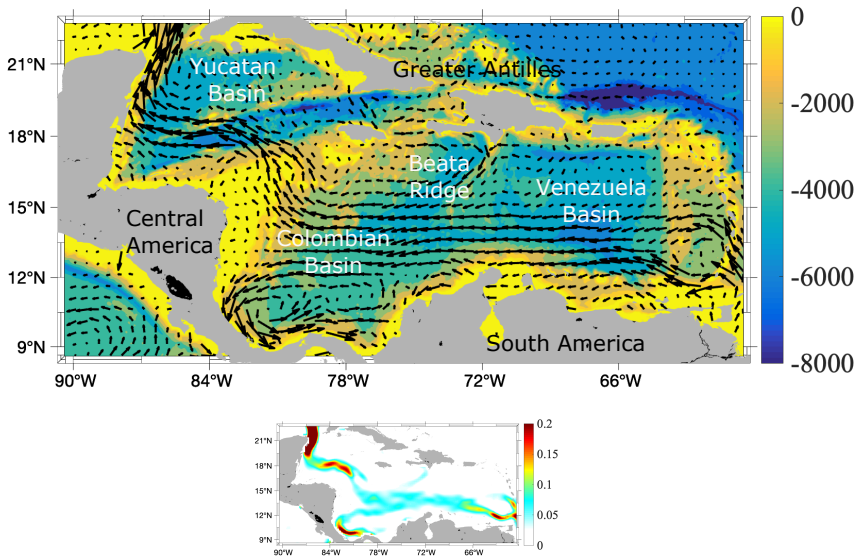 0
21°N
Yucatan
Basin
Greater Antilles
-2000
18°N
Beata
Ridge
Venezuela
Basin
-4000
15°N
Central
America
Colombian
Basin
12°N
-6000
9°N
South America
-8000
90°W 84°W 78°W 72°W 66°W
0.2
21°N
0.15
18°N
15°N
0.1
12°N
0.05
9°N
0
90°W 84°W 78°W 72°W 66°W